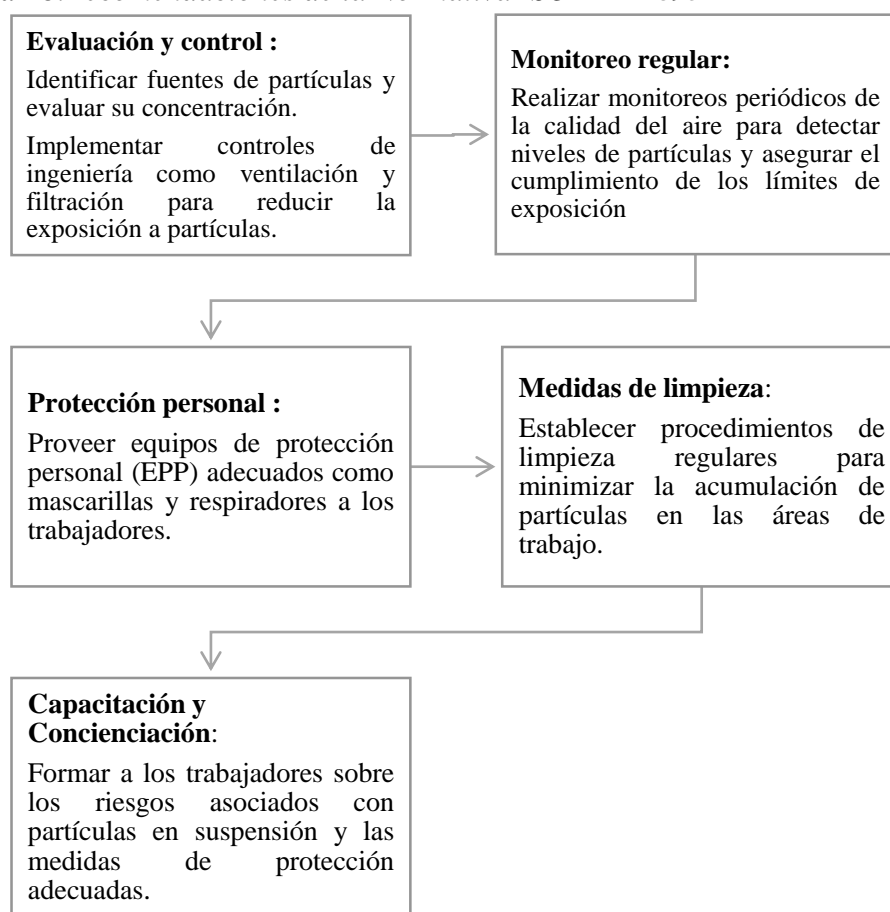 Evaluación y control :
Identificar fuentes de partículas y
evaluar su concentración.
Implementar controles de
ingeniería como ventilación y
filtración para reducir la
exposición a partículas.
Monitoreo regular:
Realizar monitoreos periódicos de
la calidad del aire para detectar
niveles de partículas y asegurar el
cumplimiento de los límites de
exposición
Protección personal :
Proveer equipos de protección
personal (EPP) adecuados como
mascarillas y respiradores a los
trabajadores.
Medidas de limpieza:
Establecer procedimientos de
limpieza regulares para
minimizar la acumulación de
partículas en las áreas de
trabajo.
Capacitación y
Concienciación:
Formar a los trabajadores sobre
los riesgos asociados con
partículas en suspensión y las
medidas de protección
adecuadas.